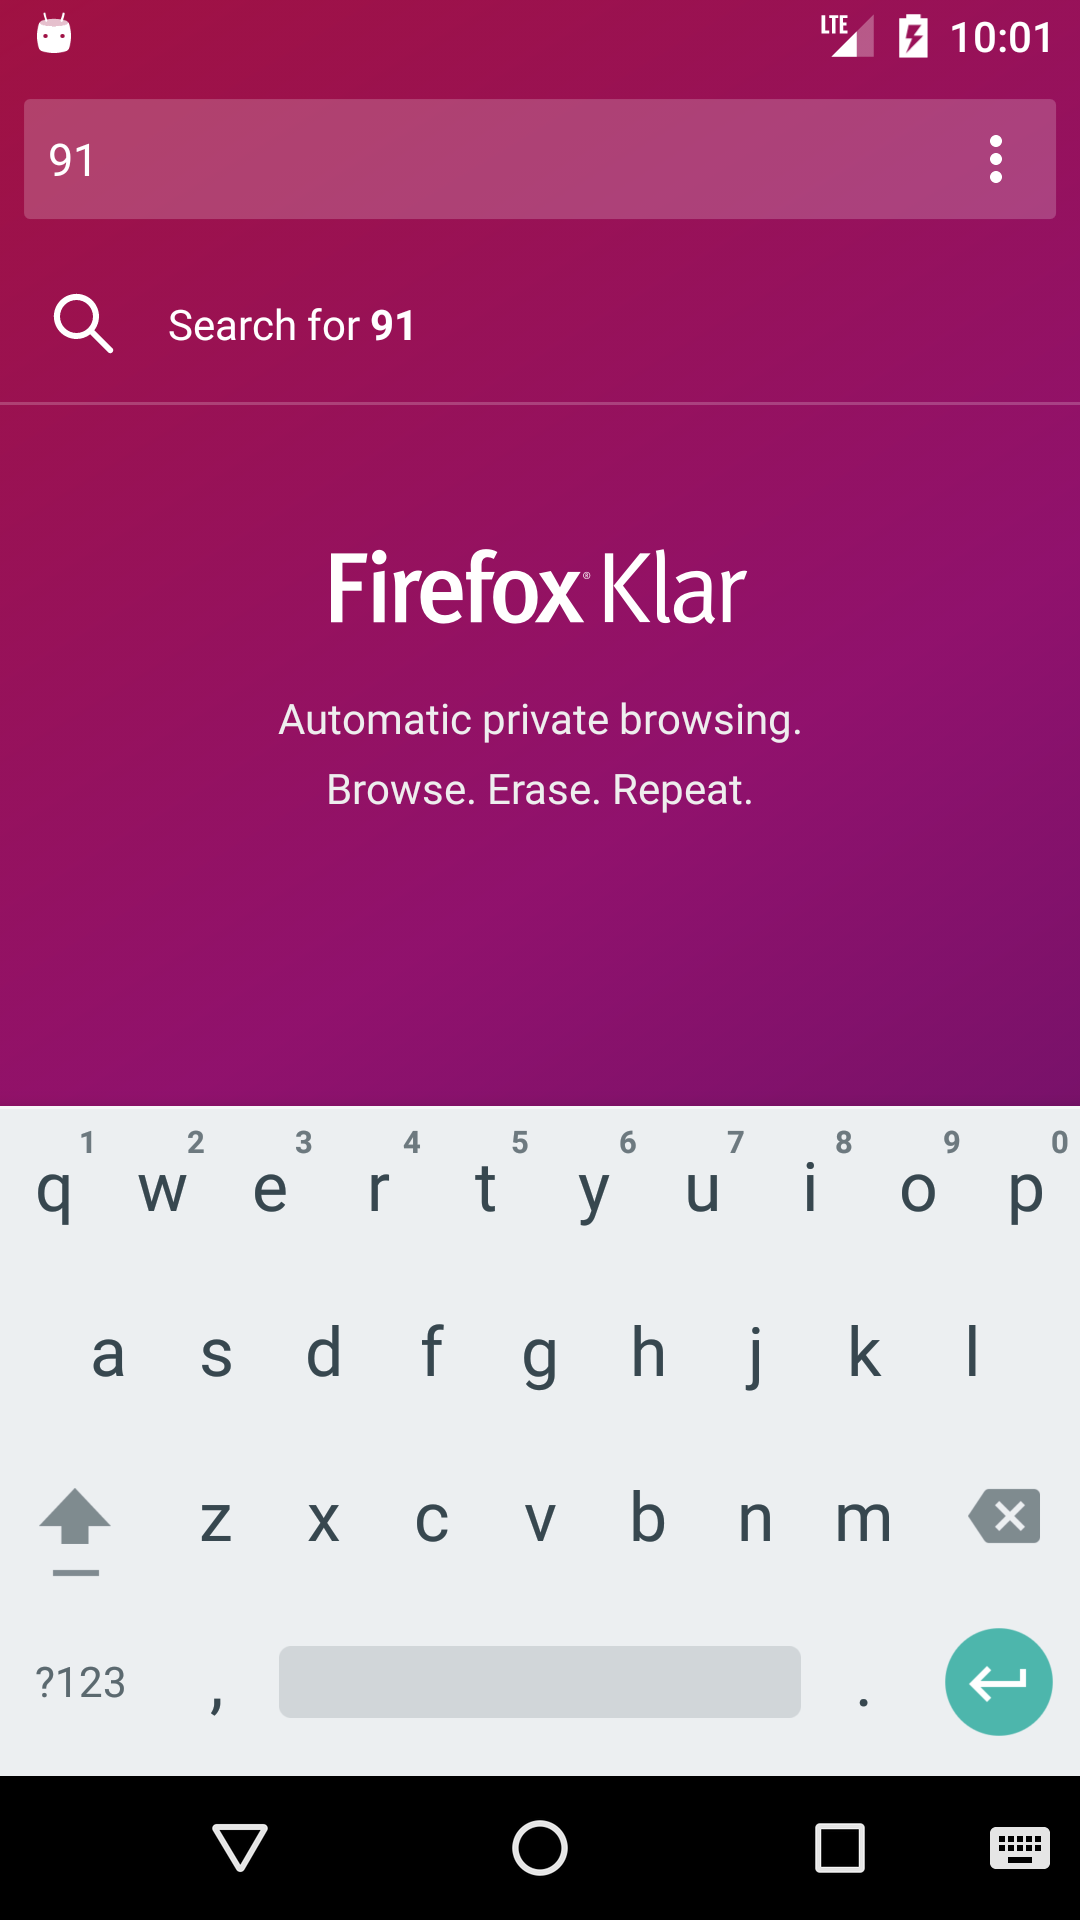 LTE 10:01
91
Search for 91
Firefox® Klar
Automatic private browsing.
Browse. Erase. Repeat.
1 2 3 4 5 6 7 8 9 0
q w e r t y u i o p
a s d f g h j k l
z x c v b n m
?123 , .